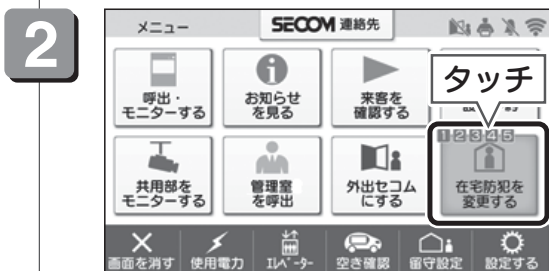 2
メニュー
SECOM 連絡先
呼出・
モニターする
お知らせ
を見る
来客を
確認する
タッチ
共用部を
モニターする
管理室
を呼出
外出セコム
にする
12345
在宅防犯を
変更する
画面を消す
使用電力
エレベーター
空き確認
留守設定
設定する